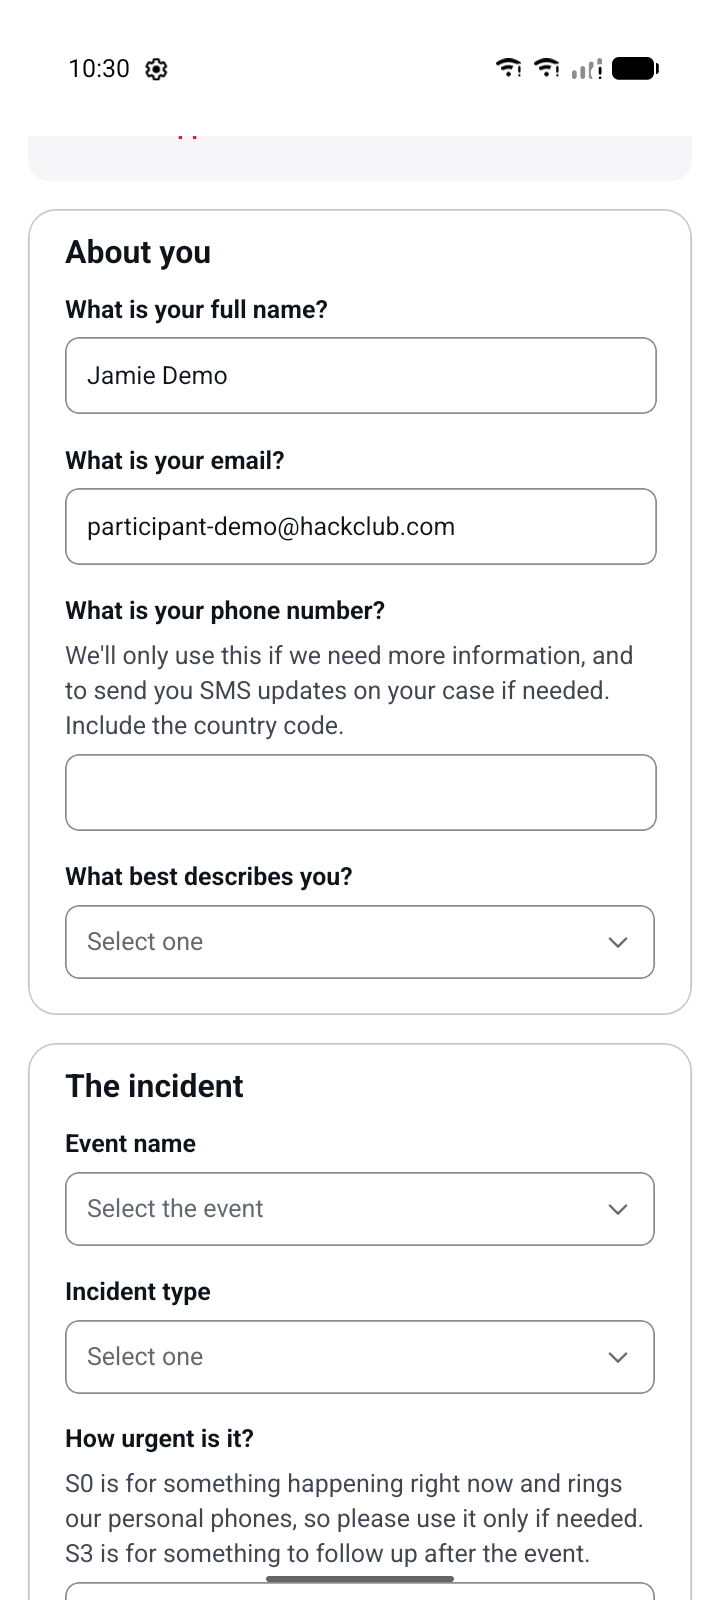 10:30
About you
What is your full name?
Jamie Demo
What is your email?
participant-demo@hackclub.com
What is your phone number?
We'll only use this if we need more information, and
to send you SMS updates on your case if needed.
Include the country code.
What best describes you?
Select one
The incident
Event name
Select the event
Incident type
Select one
How urgent is it?
S0 is for something happening right now and rings
our personal phones, so please use it only if needed.
S3 is for something to follow up after the event.